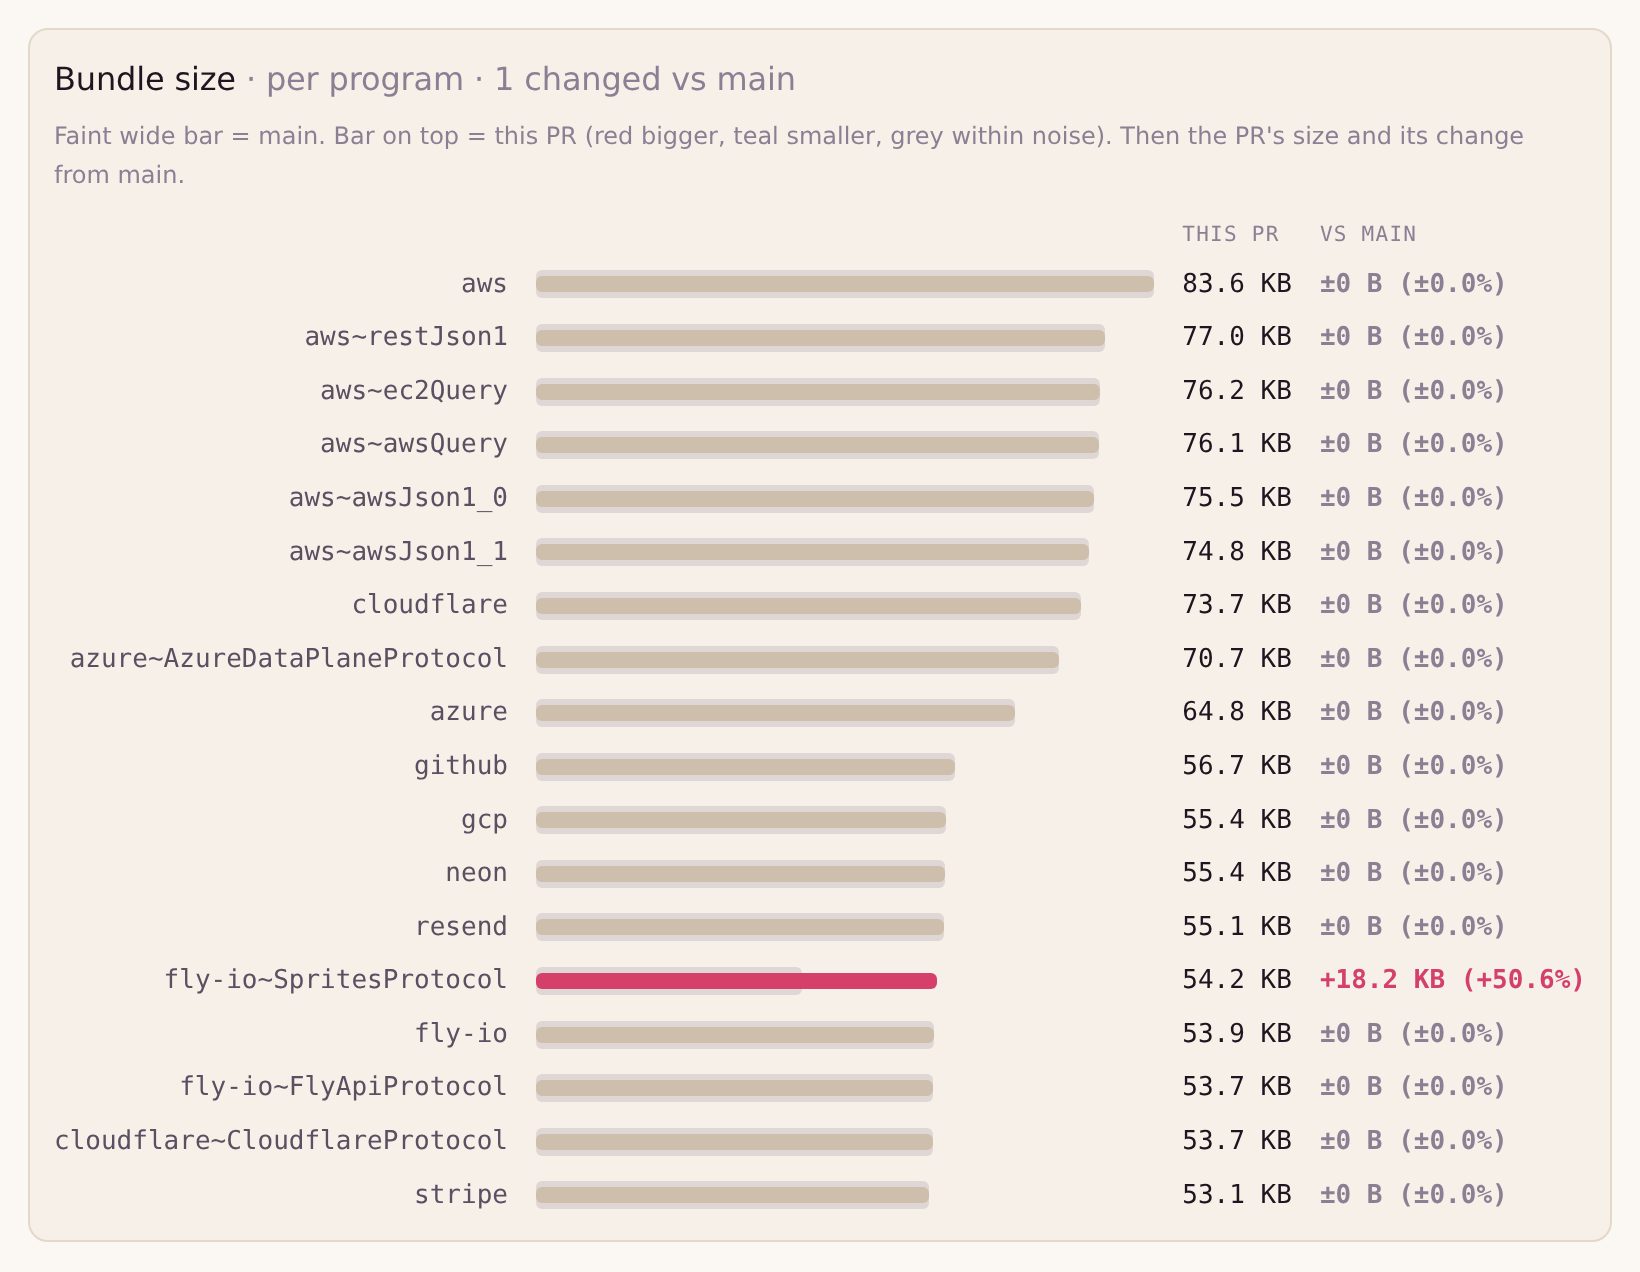 Bundle size · per program · 1 changed vs main
Faint wide bar = main. Bar on top = this PR (red bigger, teal smaller, grey within noise). Then the PR's size and its change
from main.
THIS PR VS MAIN
aws 83.6 KB ±0 B (±0.0%)
aws~restJson1 77.0 KB ±0 B (±0.0%)
aws~ec2Query 76.2 KB ±0 B (±0.0%)
aws~awsQuery 76.1 KB ±0 B (±0.0%)
aws~awsJson1_0 75.5 KB ±0 B (±0.0%)
aws~awsJson1_1 74.8 KB ±0 B (±0.0%)
cloudflare 73.7 KB ±0 B (±0.0%)
azure~AzureDataPlaneProtocol 70.7 KB ±0 B (±0.0%)
azure 64.8 KB ±0 B (±0.0%)
github 56.7 KB ±0 B (±0.0%)
gcp 55.4 KB ±0 B (±0.0%)
neon 55.4 KB ±0 B (±0.0%)
resend 55.1 KB ±0 B (±0.0%)
fly-io~SpritesProtocol 54.2 KB +18.2 KB (+50.6%)
fly-io 53.9 KB ±0 B (±0.0%)
fly-io~FlyApiProtocol 53.7 KB ±0 B (±0.0%)
cloudflare~CloudflareProtocol 53.7 KB ±0 B (±0.0%)
stripe 53.1 KB ±0 B (±0.0%)